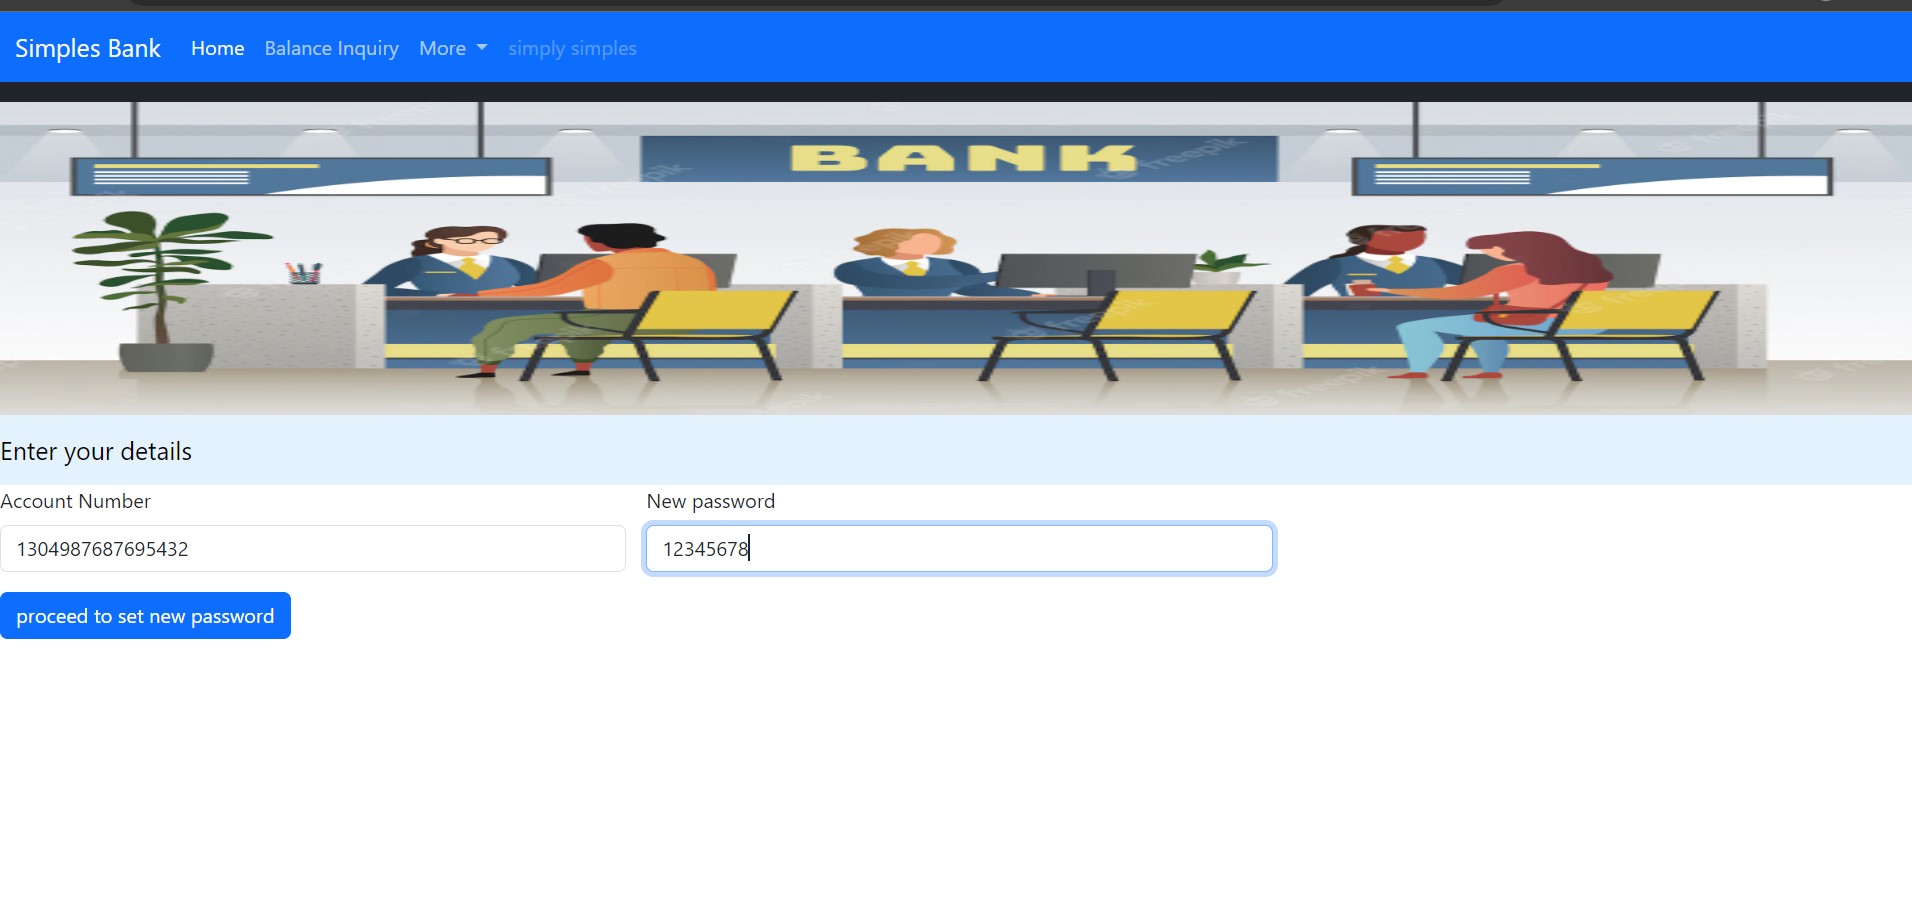 Simples Bank Home Balance Inquiry More simply simples
BANK
freepik
Enter your details
Account Number New password
1304987687695432 12345678
proceed to set new password